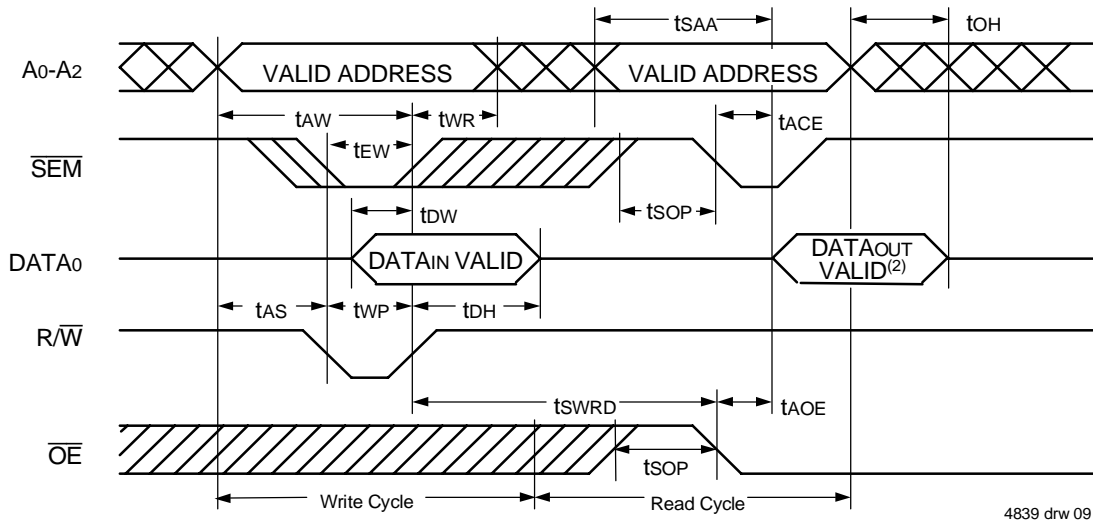 tSAA
tOH
A0-A2
VALID ADDRESS
VALID ADDRESS
tAW
tWR
tACE
tEW
SEM
tSOP
tDW
DATA0
DATAIN VALID
DATAOUT
VALID(2)
tAS
tWP
tDH
R/W
tSWRD
tAOE
OE
tSOP
Write Cycle
Read Cycle
4839 drw 09